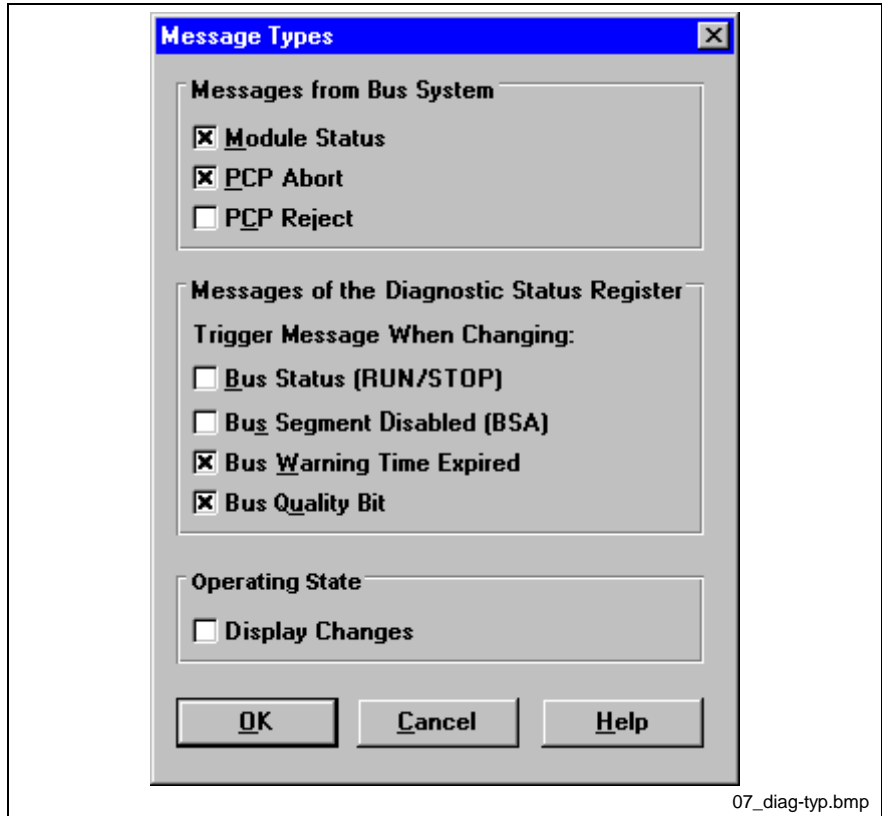 Message Types
Messages from Bus System
Module Status
PCP Abort
PCP Reject
Messages of the Diagnostic Status Register
Trigger Message When Changing:
Bus Status (RUN/STOP)
Bus Segment Disabled (BSA)
Bus Warning Time Expired
Bus Quality Bit
Operating State
Display Changes
OK
Cancel
Help
07_diag-typ.bmp